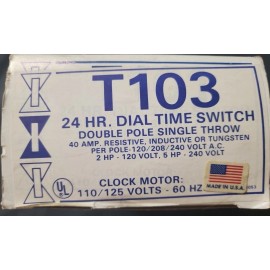 T103
24 HR. DIAL TIME SWITCH
DOUBLE POLE SINGLE THROW
40 AMP. RESISTIVE, INDUCTIVE OR TUNGSTEN
PER POLE-120/208/240 VOLT A.C.
2 HP - 120 VOLT, 5 HP - 240 VOLT
MADE IN U.S.A.
UL
CLOCK MOTOR:
110/125 VOLTS - 60 HZ